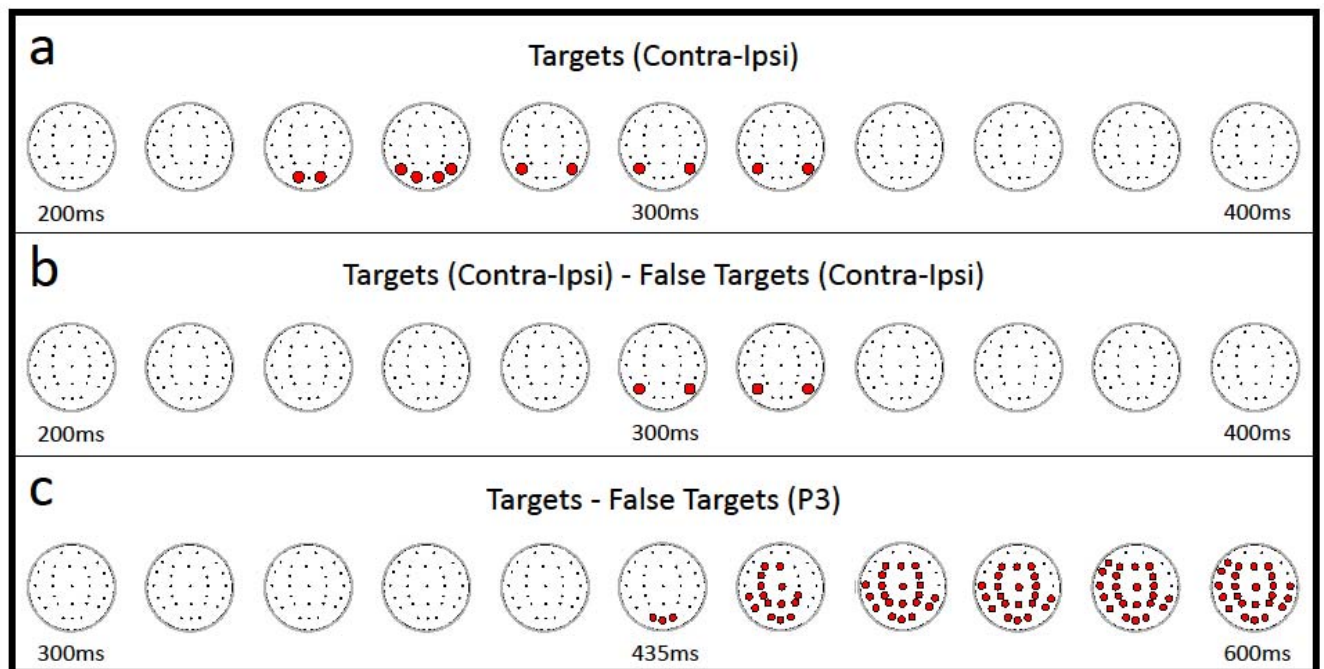 a
Targets (Contra-Ipsi)
200ms
300ms
400ms
b
Targets (Contra-Ipsi) - False Targets (Contra-Ipsi)
200ms
300ms
400ms
c
Targets - False Targets (P3)
300ms
435ms
600ms